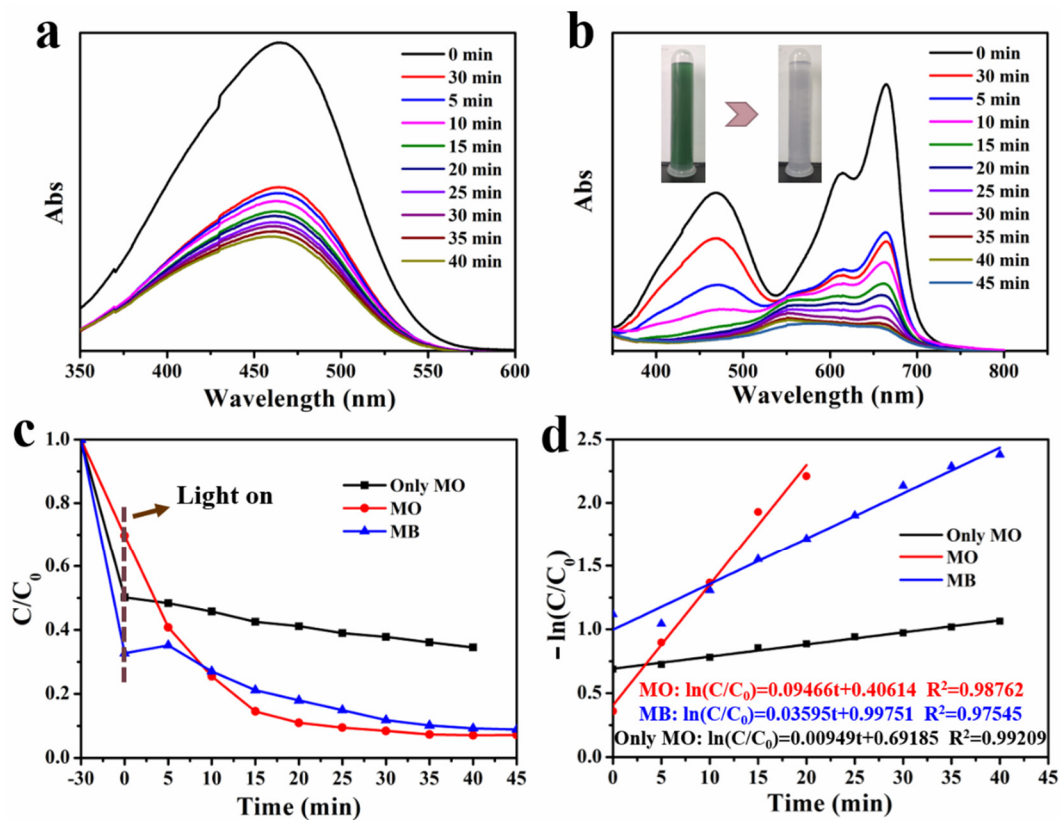 a
Abs
0 min
30 min
5 min
10 min
15 min
20 min
25 min
30 min
35 min
40 min
350 400 450 500 550 600
Wavelength (nm)
b
Abs
0 min
30 min
5 min
10 min
15 min
20 min
25 min
30 min
35 min
40 min
45 min
400 500 600 700 800
Wavelength (nm)
c
C/C0
1.0
0.8
0.6
0.4
0.2
0.0
Light on
Only MO
MO
MB
-30 0 5 10 15 20 25 30 35 40 45
Time (min)
d
−ln(C/C0)
2.5
2.0
1.5
1.0
0.5
0.0
Only MO
MO
MB
MO: ln(C/C0)=0.09466t+0.40614 R²=0.98762
MB: ln(C/C0)=0.03595t+0.99751 R²=0.97545
Only MO: ln(C/C0)=0.00949t+0.69185 R²=0.99209
0 5 10 15 20 25 30 35 40 45
Time (min)